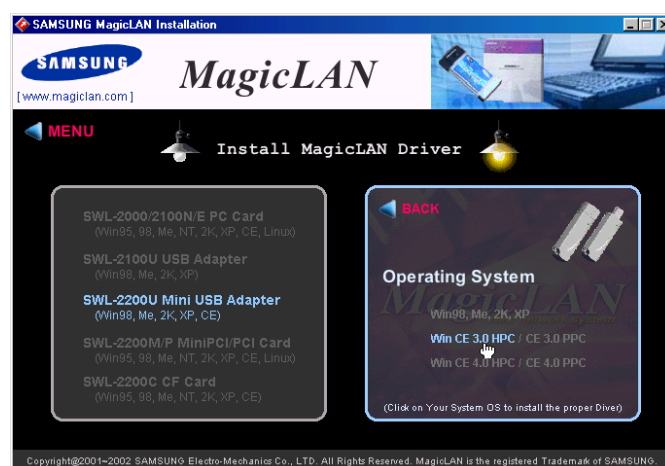 SAMSUNG MagicLAN Installation
SAMSUNG
MagicLAN
[ www.magiclan.com ]
MENU
Install MagicLAN Driver
SWL-2000/2100N/E PC Card
(Win95, 98, Me, NT, 2K, XP, CE, Linux)
SWL-2100U USB Adapter
(Win98, Me, 2K, XP)
SWL-2200U Mini USB Adapter
(Win98, Me, 2K, XP, CE)
SWL-2200M/P MiniPCI/PCI Card
(Win95, 98, Me, NT, 2K, XP, CE, Linux)
SWL-2200C CF Card
(Win95, 98, Me, 2K, XP, CE)
BACK
Operating System
MagicLAN
Win98, Me, 2K, XP
Win CE 3.0 HPC / CE 3.0 PPC
Win CE 4.0 HPC / CE 4.0 PPC
(Click on Your System OS to install the proper Diver)
Copyright@2001~2002 SAMSUNG Electro-Mechanics Co., LTD. All Rights Reserved. MagicLAN is the registered Trademark of SAMSUNG.